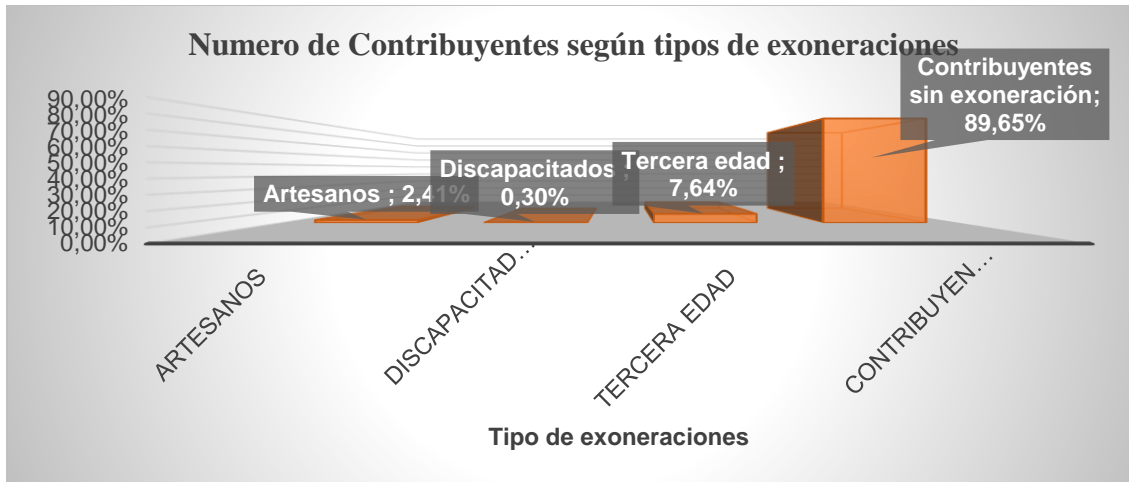 Numero de Contribuyentes según tipos de exoneraciones
Contribuyentes
sin exoneración;
89,65%
90,00%
80,00%
70,00%
60,00%
50,00%
40,00%
30,00%
20,00%
10,00%
0,00%
Artesanos ; 2,41%
Discapacitados ;
0,30%
Tercera edad ;
7,64%
ARTESANOS
DISCAPACITAD…
TERCERA EDAD
CONTRIBUYEN…
Tipo de exoneraciones